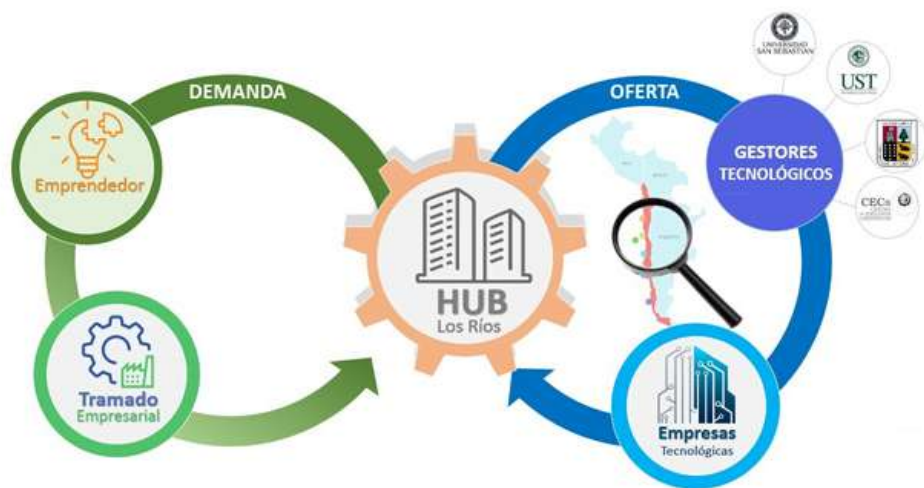 DEMANDA
OFERTA
Emprendedor
Tramado
Empresarial
HUB
Los Ríos
GESTORES
TECNOLÓGICOS
UNIVERSIDAD
SAN SEBASTIAN
UST
CECs
Empresas
Tecnológicas